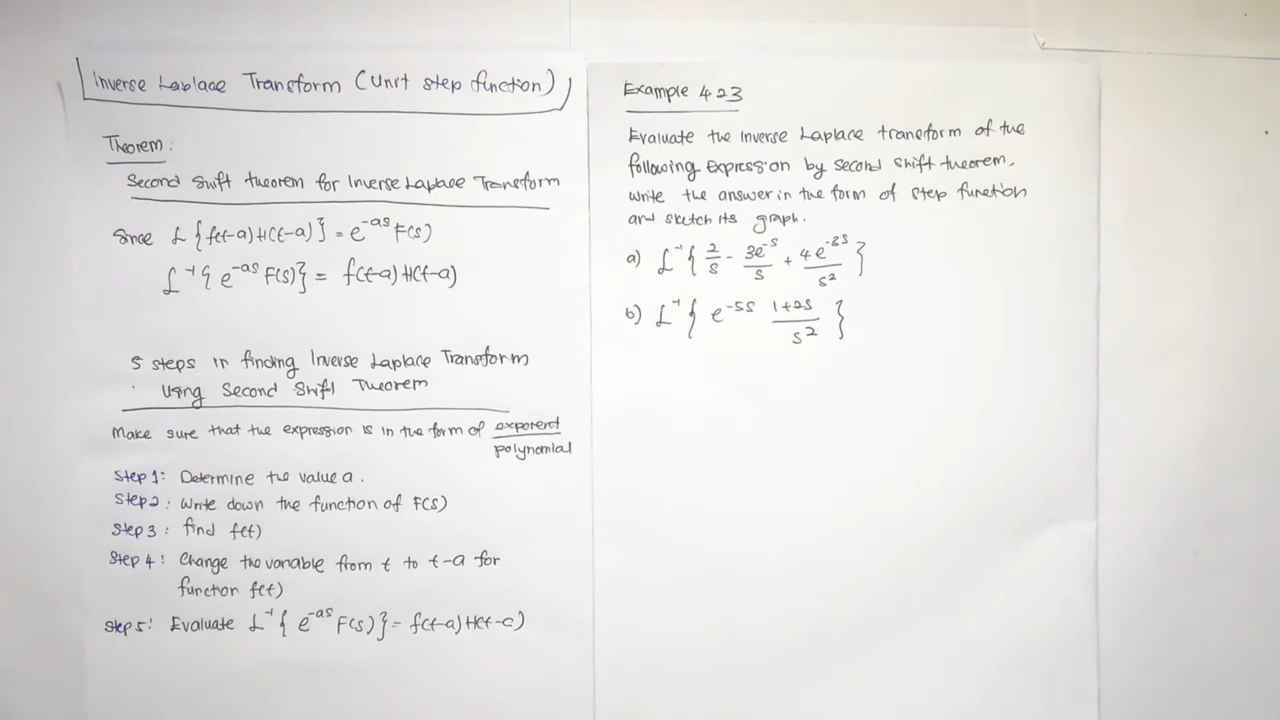 Inverse Laplace Transform (Unit step function)
Theorem:
Second Shift theorem for Inverse Laplace Transform
Since L{f(t-a)H(t-a)} = e^{-as}F(s)
L^{-1}{e^{-as}F(s)} = f(t-a)H(t-a)
5 steps in finding Inverse Laplace Transform
Using Second Shift Theorem
Make sure that the expression is in the form of exponent/polynomial
Step 1: Determine the value a.
Step 2: Write down the function of F(s)
Step 3: find f(t)
Step 4: Change the variable from t to t-a for
function f(t)
Step 5: Evaluate L^{-1}{e^{-as}F(s)} = f(t-a)H(t-c)
Example 4.23
Evaluate the Inverse Laplace transform of the
following expression by second shift theorem.
Write the answer in the form of step function
and sketch its graph.
a) L^{-1}{2/s - 3e^{-s}/s + 4e^{-2s}/s^2}
b) L^{-1}{e^{-5s} (1+2s)/s^2}